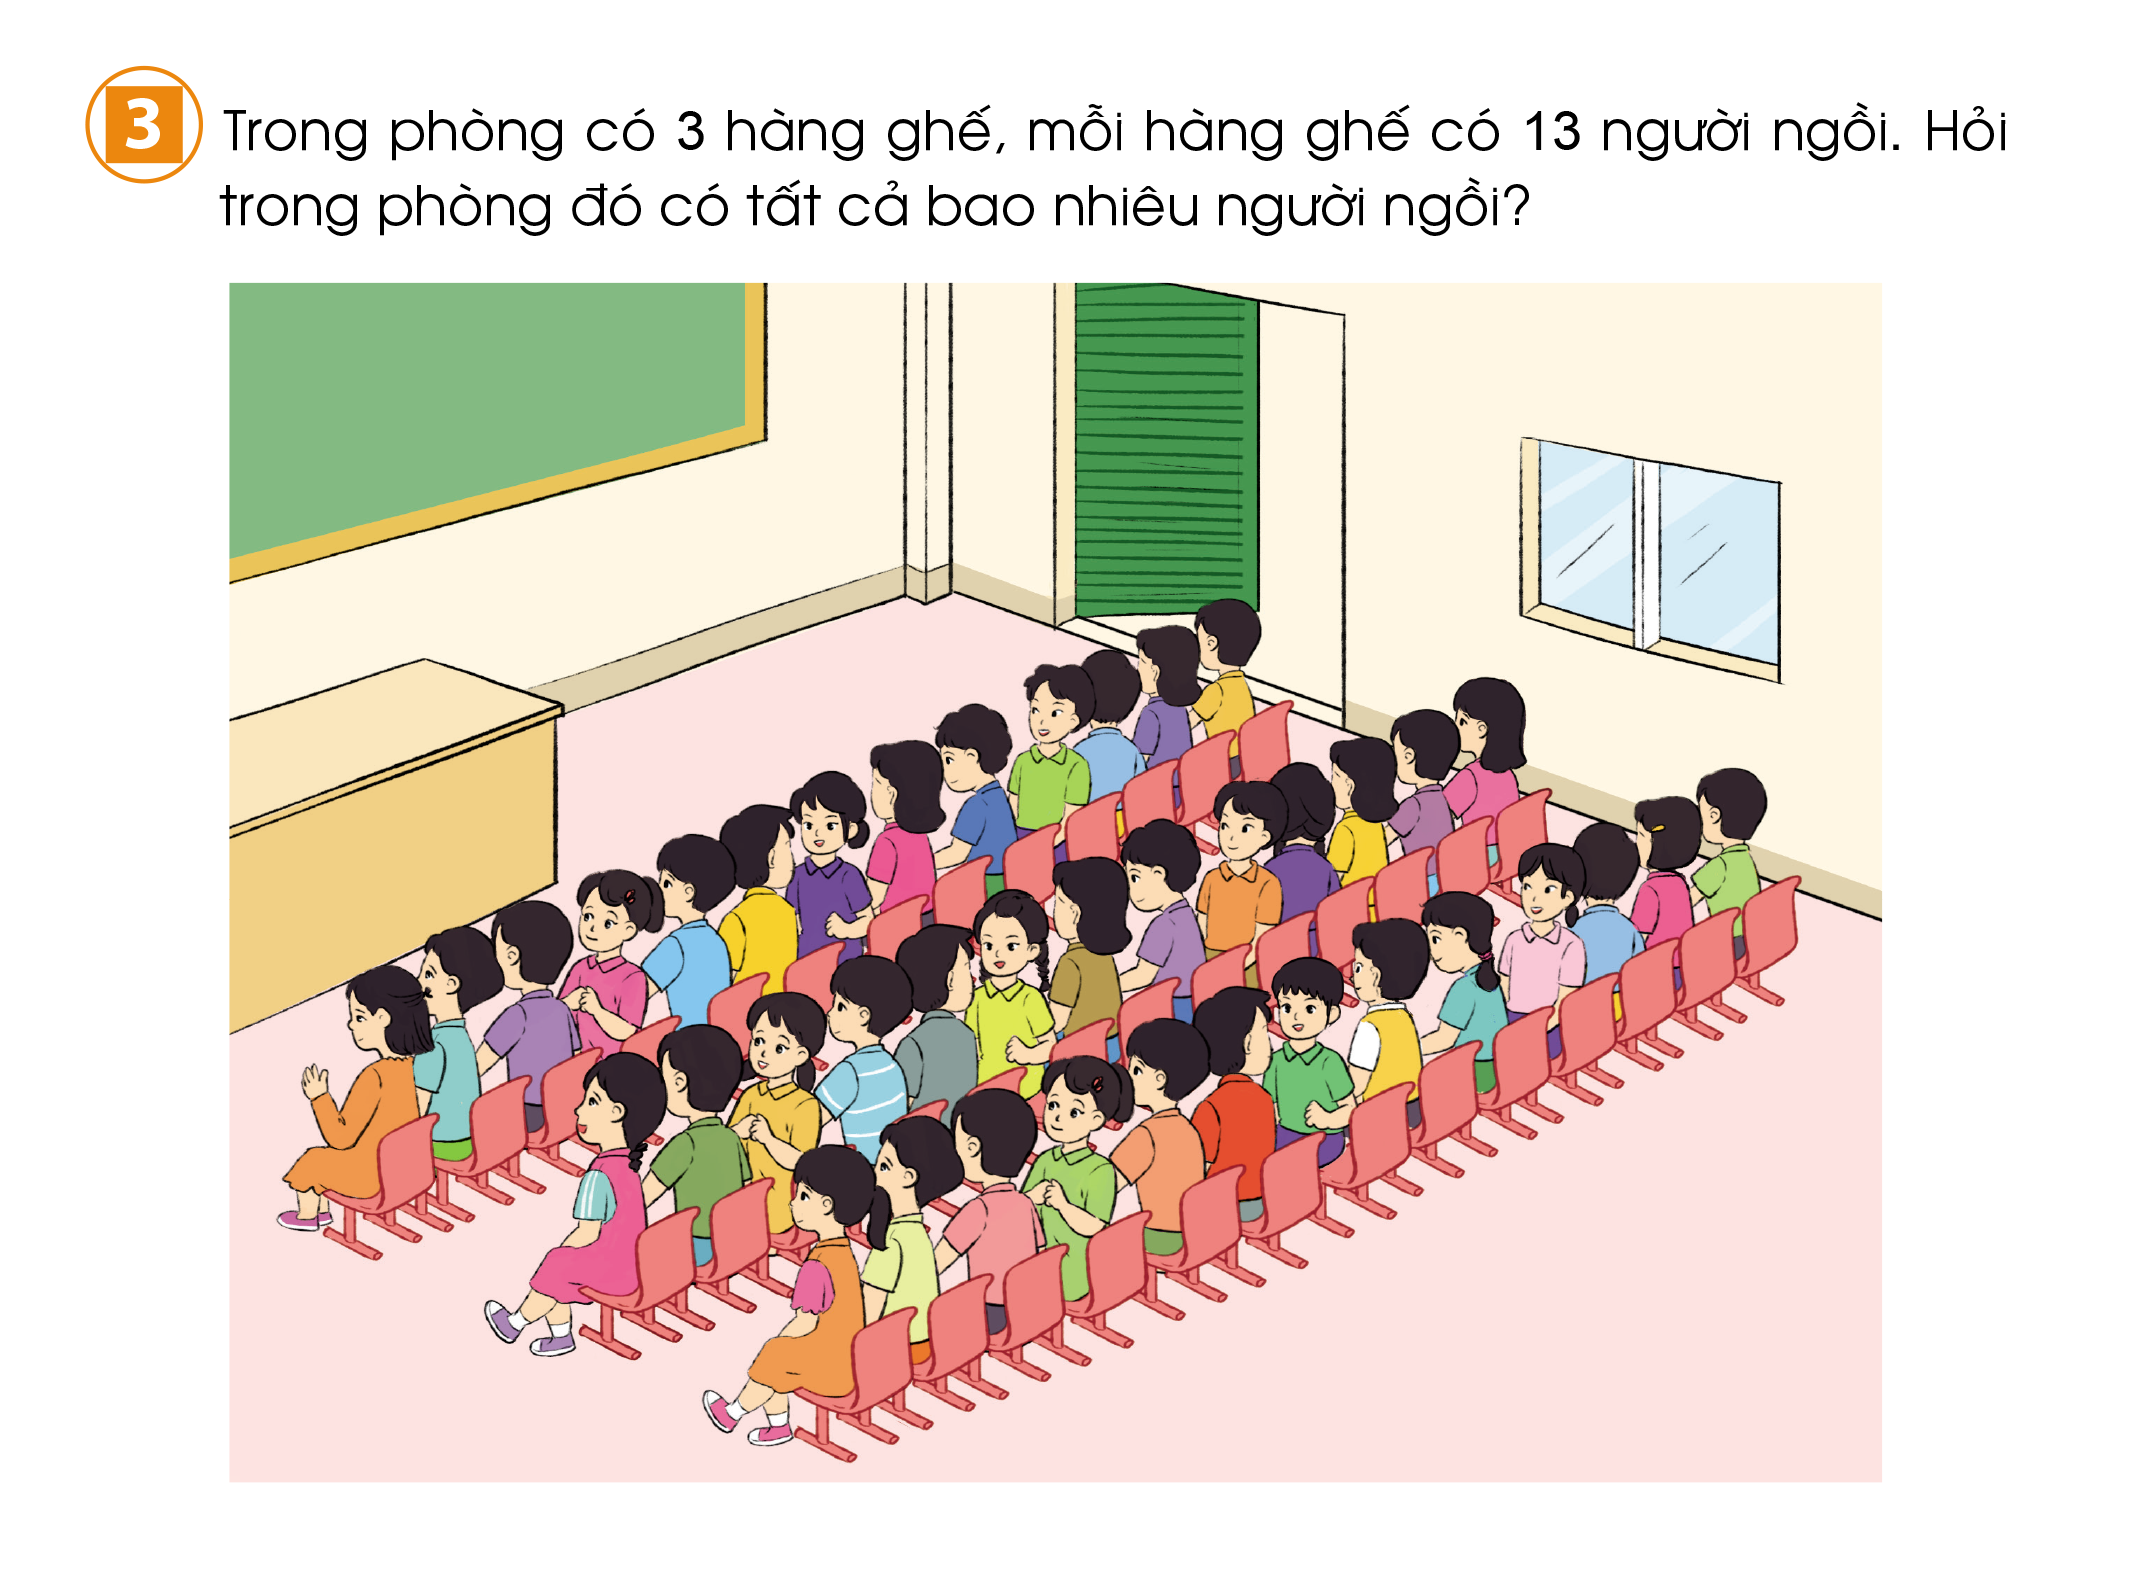 3 Trong phòng có 3 hàng ghế, mỗi hàng ghế có 13 người ngồi. Hỏi
trong phòng đó có tất cả bao nhiêu người ngồi?